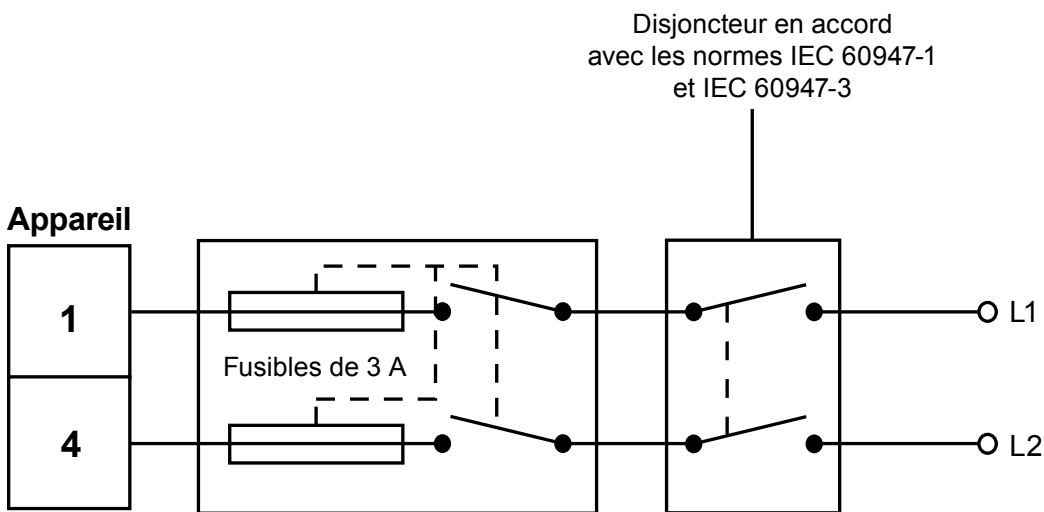 Disjoncteur en accord
avec les normes IEC 60947-1
et IEC 60947-3
Appareil
1
L1
Fusibles de 3 A
4
L2